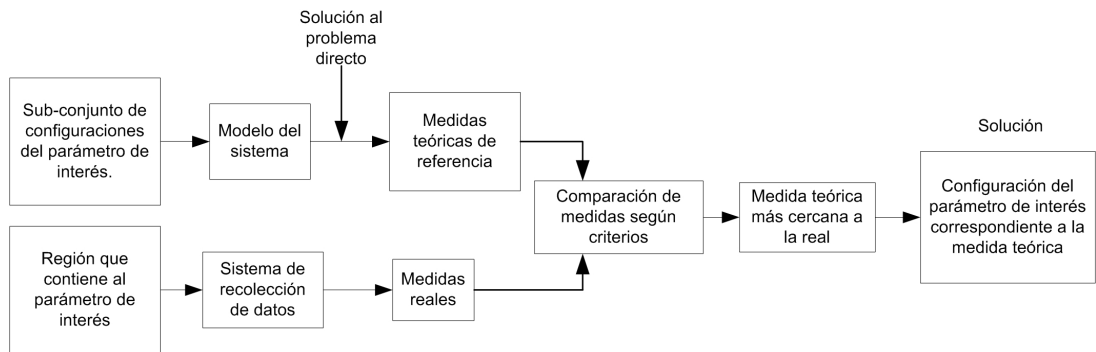 Solución al
problema
directo
Sub-conjunto de
configuraciones
del parámetro de
interés.
Modelo del
sistema
Medidas
teóricas de
referencia
Región que
contiene al
parámetro de
interés
Sistema de
recolección
de datos
Medidas
reales
Comparación de
medidas según
criterios
Medida teórica
más cercana a
la real
Solución
Configuración del
parámetro de interés
correspondiente a la
medida teórica